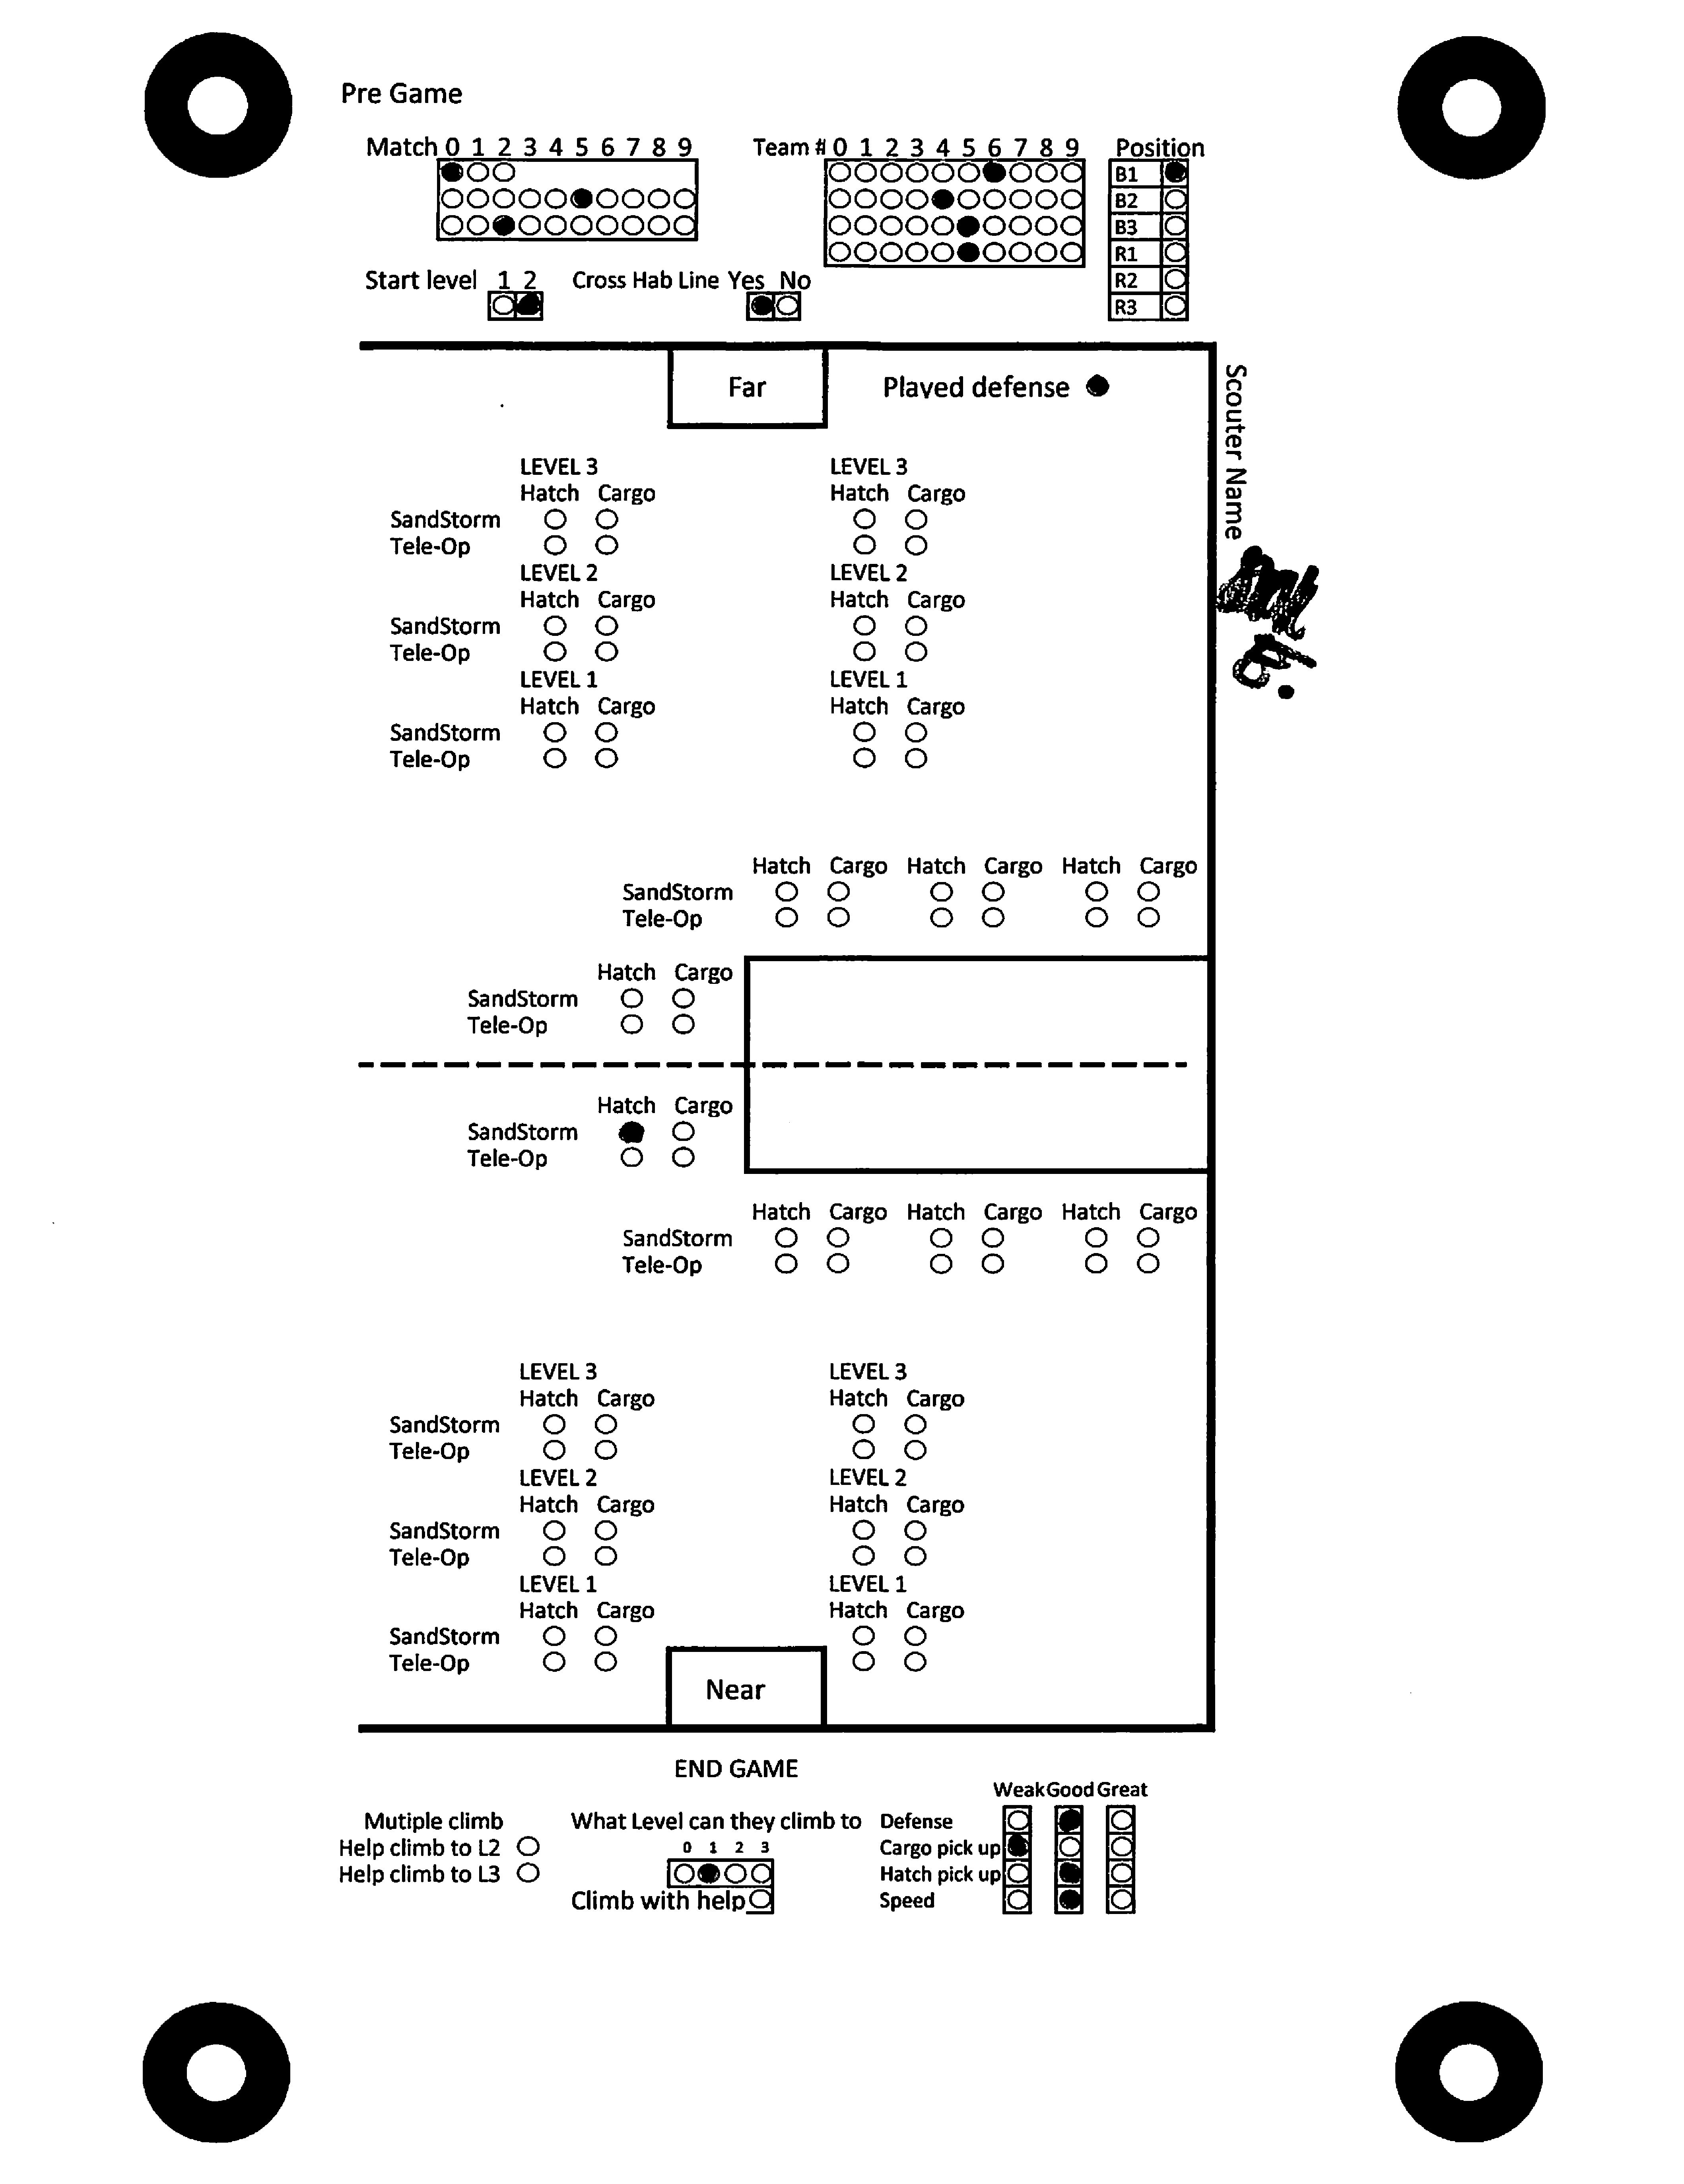 Pre Game
Match 0 1 2 3 4 5 6 7 8 9
Team # 0 1 2 3 4 5 6 7 8 9
Position
B1
B2
B3
R1
R2
R3
Start level 1 2
Cross Hab Line Yes No
Far
Played defense
Scouter Name
LEVEL 3 LEVEL 3
Hatch Cargo Hatch Cargo
SandStorm
Tele-Op
LEVEL 2 LEVEL 2
Hatch Cargo Hatch Cargo
SandStorm
Tele-Op
LEVEL 1 LEVEL 1
Hatch Cargo Hatch Cargo
SandStorm
Tele-Op
Hatch Cargo Hatch Cargo Hatch Cargo
SandStorm
Tele-Op
Hatch Cargo
SandStorm
Tele-Op
Hatch Cargo
SandStorm
Tele-Op
Hatch Cargo Hatch Cargo Hatch Cargo
SandStorm
Tele-Op
LEVEL 3 LEVEL 3
Hatch Cargo Hatch Cargo
SandStorm
Tele-Op
LEVEL 2 LEVEL 2
Hatch Cargo Hatch Cargo
SandStorm
Tele-Op
LEVEL 1 LEVEL 1
Hatch Cargo Hatch Cargo
SandStorm
Tele-Op
Near
END GAME
Mutiple climb
Help climb to L2
Help climb to L3
What Level can they climb to
0 1 2 3
Climb with help
Weak Good Great
Defense
Cargo pick up
Hatch pick up
Speed